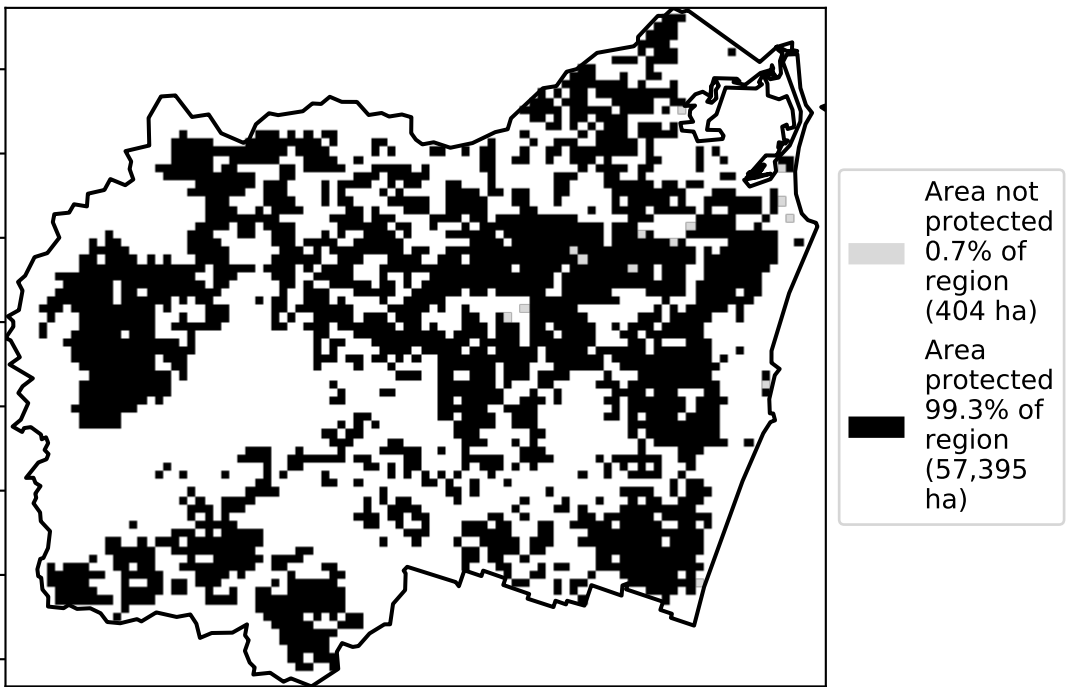 Area not
protected
0.7% of
region
(404 ha)
Area
protected
99.3% of
region
(57,395
ha)